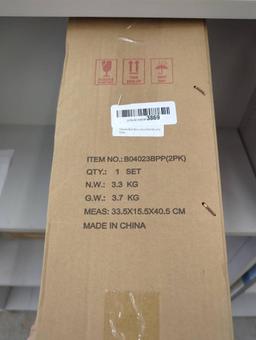 3869
ITEM NO.:B04023BPP(2PK)
QTY.: 1 SET
N.W.: 3.3 KG
G.W.: 3.7 KG
MEAS: 33.5X15.5X40.5 CM
MADE IN CHINA